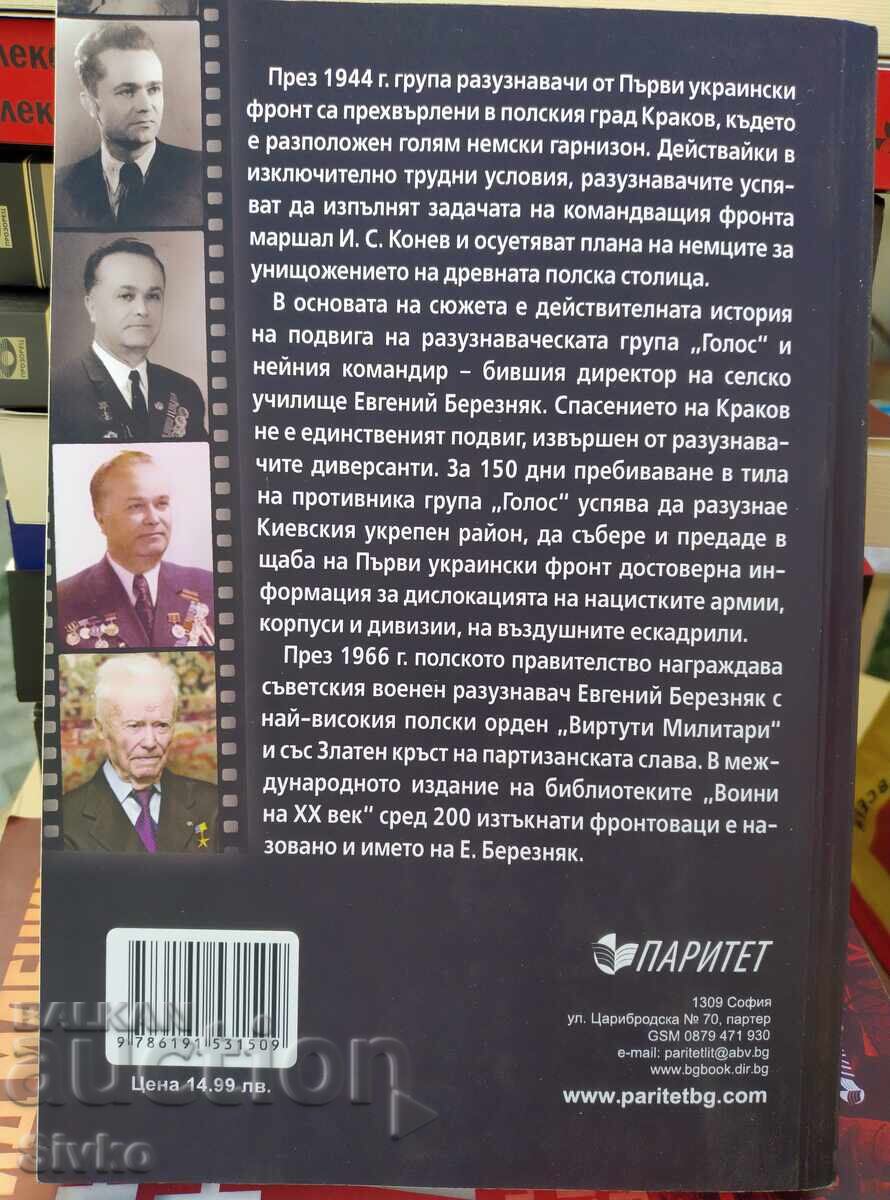 През 1944 г. група разузнавачи от Първи украински
фронт са прехвърлени в полския град Краков, където
е разположен голям немски гарнизон. Действайки в
изключително трудни условия, разузнавачите успя-
ват да изпълнят задачата на командващия фронта
маршал И. С. Конев и осуетяват плана на немците за
унищожението на древната полска столица.
В основата на сюжета е действителната история
на подвига на разузнаваческата група „Голос“ и
нейния командир – бившия директор на селско
училище Евгений Березняк. Спасението на Краков
не е единственият подвиг, извършен от разузнава-
чите диверсанти. За 150 дни пребиваване в тила
на противника група „Голос“ успява да разузнае
Киевския укрепен район, да събере и предаде в
щаба на Първи украински фронт достоверна ин-
формация за дислокацията на нацистките армии,
корпуси и дивизии, на въздушните ескадрили.
През 1966 г. полското правителство награждава
съветския военен разузнавач Евгений Березняк с
най-високия полски орден „Виртути Милитари“
и със Златен кръст на партизанската слава. В меж-
дународното издание на библиотеките „Воини
на XX век“ сред 200 изтъкнати фронтоваци е на-
зовано и името на Е. Березняк.
ПАРИТЕТ
1309 София
ул. Царибродска № 70, партер
GSM 0879 471 930
e-mail: paritetlit@abv.bg
www.bgbook.dir.bg
www.paritetbg.com
9 786191 531509
Цена 14.99 лв.
BALKAN
auction
Sivko
ПРОЗОРЕЦ
ПРОЗОРЕЦ